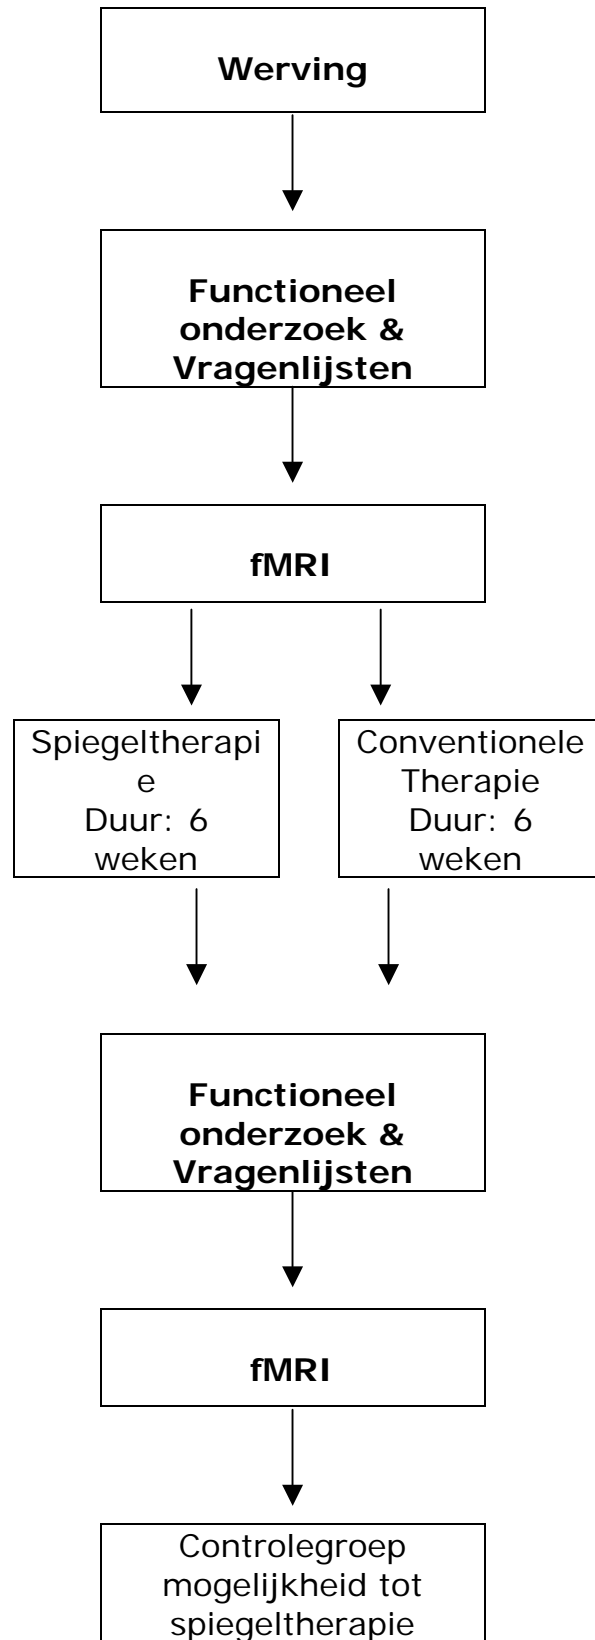 Werving
Functioneel
onderzoek &
Vragenlijsten
fMRI
Spiegeltherapi
e
Duur: 6
weken
Conventionele
Therapie
Duur: 6
weken
Functioneel
onderzoek &
Vragenlijsten
fMRI
Controlegroep
mogelijkheid tot
spiegeltherapie